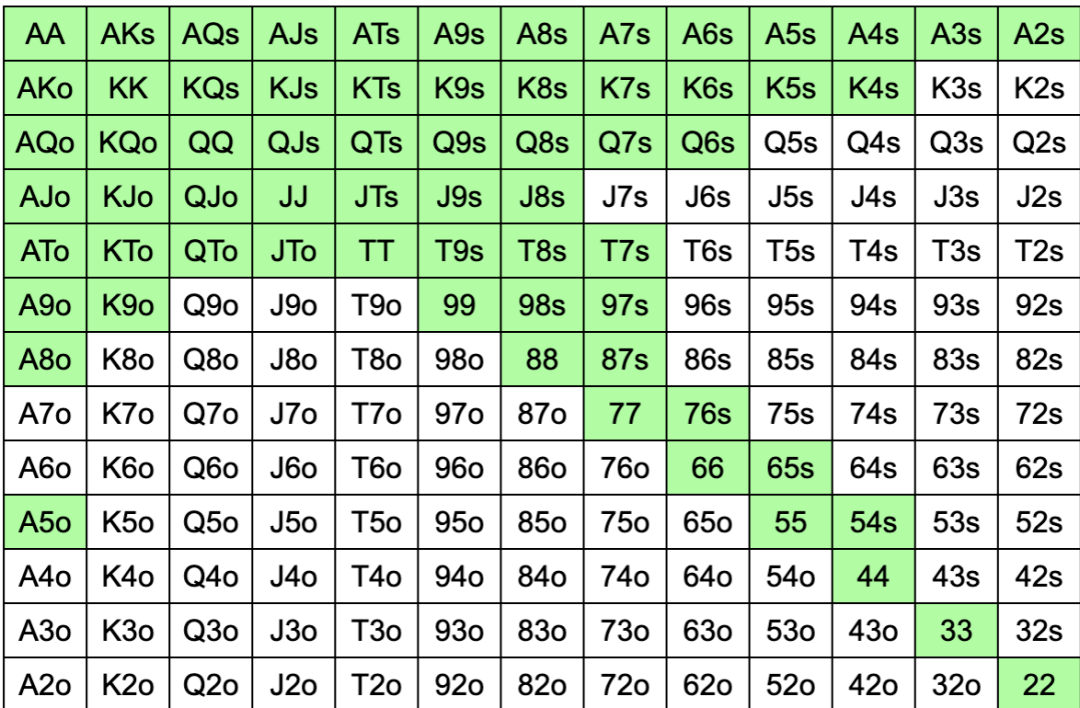 AA AKs AQs AJs ATs A9s A8s A7s A6s A5s A4s A3s A2s
AKo KK KQs KJs KTs K9s K8s K7s K6s K5s K4s K3s K2s
AQo KQo QQ QJs QTs Q9s Q8s Q7s Q6s Q5s Q4s Q3s Q2s
AJo KJo QJo JJ JTs J9s J8s J7s J6s J5s J4s J3s J2s
ATo KTo QTo JTo TT T9s T8s T7s T6s T5s T4s T3s T2s
A9o K9o Q9o J9o T9o 99 98s 97s 96s 95s 94s 93s 92s
A8o K8o Q8o J8o T8o 98o 88 87s 86s 85s 84s 83s 82s
A7o K7o Q7o J7o T7o 97o 87o 77 76s 75s 74s 73s 72s
A6o K6o Q6o J6o T6o 96o 86o 76o 66 65s 64s 63s 62s
A5o K5o Q5o J5o T5o 95o 85o 75o 65o 55 54s 53s 52s
A4o K4o Q4o J4o T4o 94o 84o 74o 64o 54o 44 43s 42s
A3o K3o Q3o J3o T3o 93o 83o 73o 63o 53o 43o 33 32s
A2o K2o Q2o J2o T2o 92o 82o 72o 62o 52o 42o 32o 22